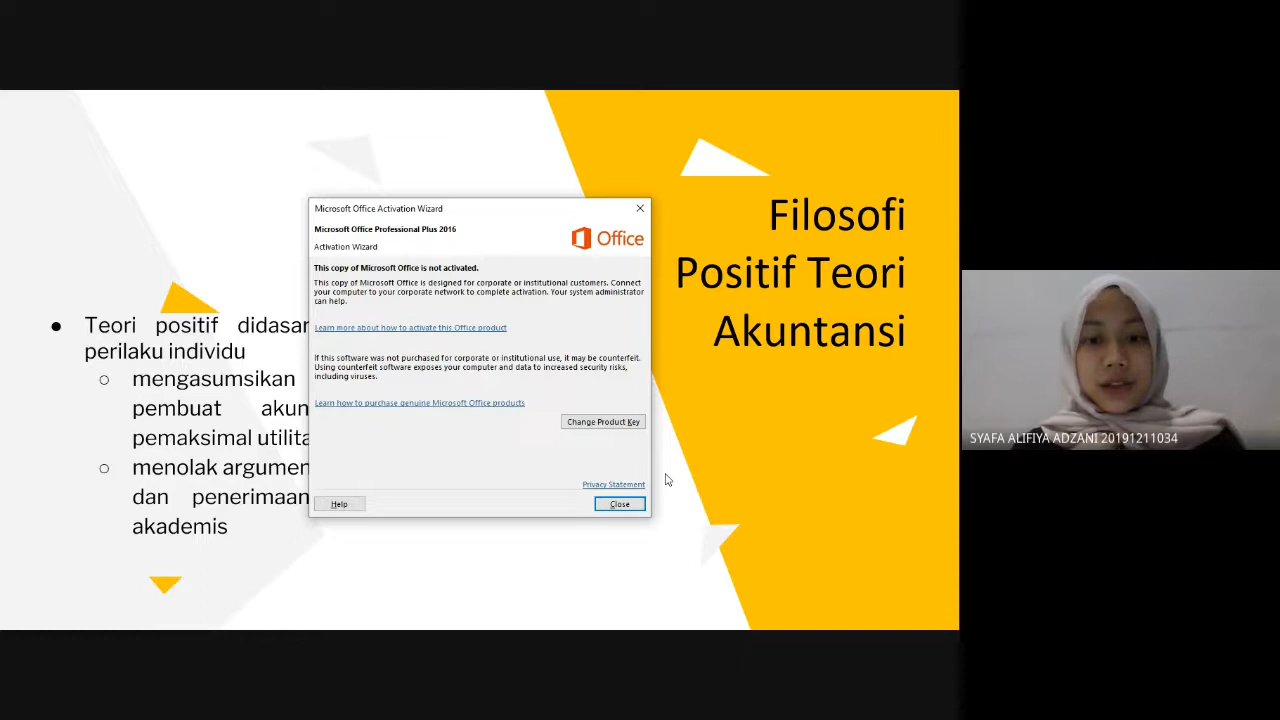 Filosofi
Positif Teori
Akuntansi
Teori positif didasar
perilaku individu
mengasumsikan
pembuat akun
pemaksimal utilita
menolak argumen
dan penerimaan
akademis
Microsoft Office Activation Wizard
Microsoft Office Professional Plus 2016
Activation Wizard
Office
This copy of Microsoft Office is not activated.
This copy of Microsoft Office is designed for corporate or institutional customers. Connect
your computer to your corporate network to complete activation. Your system administrator
can help.
Learn more about how to activate this Office product
If this software was not purchased for corporate or institutional use, it may be counterfeit.
Using counterfeit software exposes your computer and data to increased security risks,
including viruses.
Learn how to purchase genuine Microsoft Office products
Change Product Key
Privacy Statement
Help
Close
SYAFA ALIFIYA ADZANI 20191211034